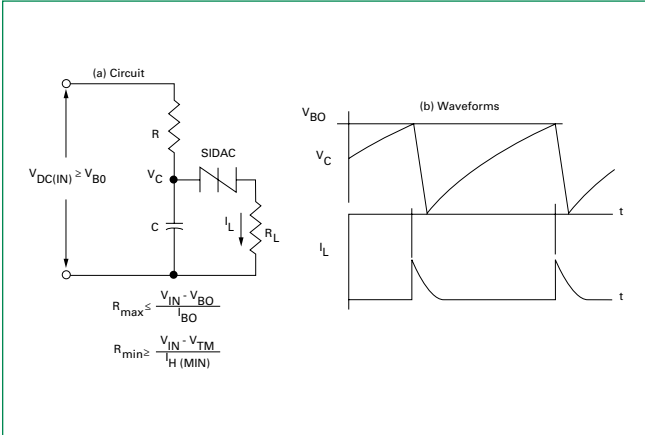 (a) Circuit
R
SIDAC
V_DC(IN) ≥ V_B0
V_C
C
I_L
R_L
R_max ≤ (V_IN - V_BO) / I_BO
R_min ≥ (V_IN - V_TM) / I_H (MIN)
(b) Waveforms
V_BO
V_C
t
I_L
t